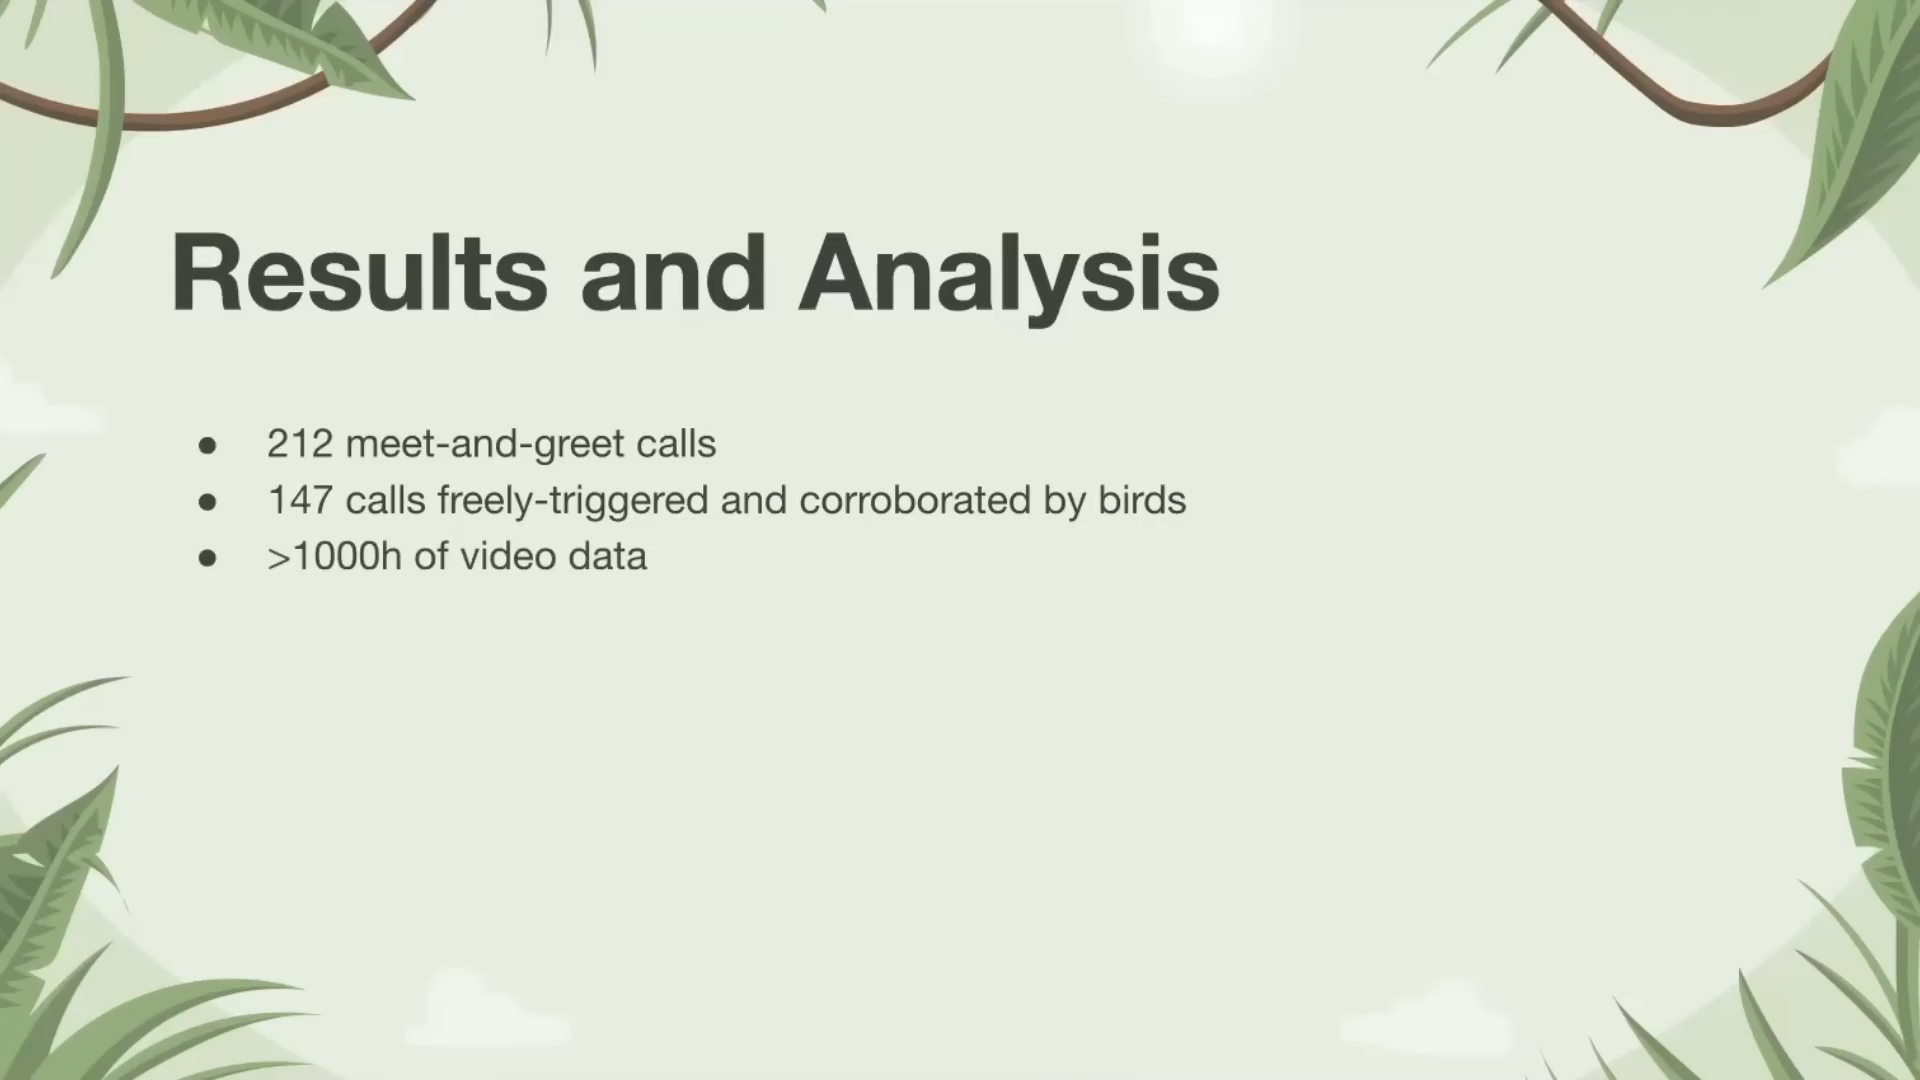 Results and Analysis
● 212 meet-and-greet calls
● 147 calls freely-triggered and corroborated by birds
● >1000h of video data